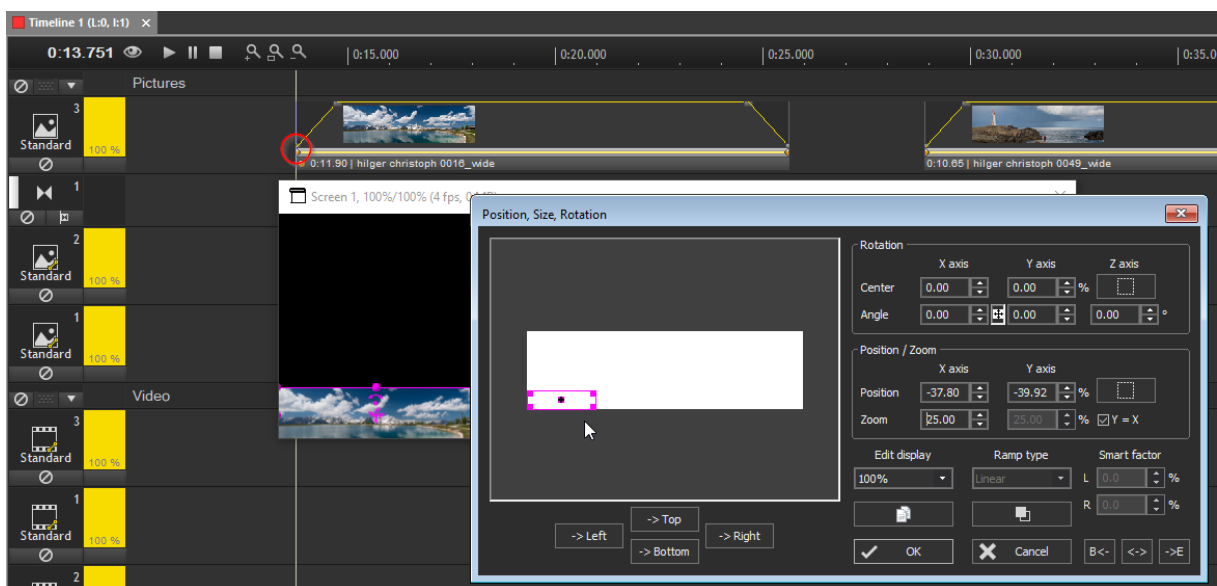 Timeline 1 (L:0, I:1) ×
0:13.751 0:15.000 0:20.000 0:25.000 0:30.000 0:35.0
Pictures
3
Standard
100 %
0:11.90 | hilger christoph 0016_wide
0:10.65 | hilger christoph 0049_wide
1
2
Standard
100 %
1
Standard
100 %
Video
3
Standard
100 %
1
Standard
100 %
2
Screen 1, 100%/100% (4 fps, 0 MB)
Position, Size, Rotation
Rotation
X axis Y axis Z axis
Center 0.00 0.00 %
Angle 0.00 0.00 0.00 °
Position / Zoom
X axis Y axis
Position -37.80 -39.92 %
Zoom 25.00 25.00 % Y = X
Edit display Ramp type Smart factor
100% Linear L 0.0 %
R 0.0 %
-> Top
-> Left -> Right
-> Bottom
OK Cancel B<- <-> ->E